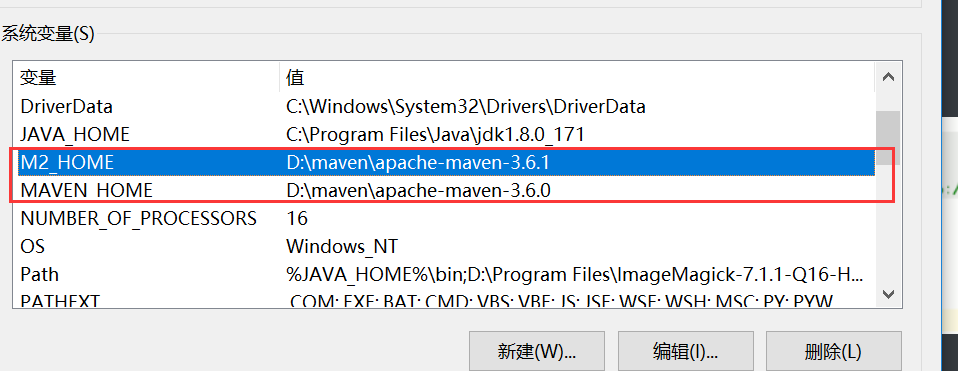 系统变量(S)
变量 值
DriverData C:\Windows\System32\Drivers\DriverData
JAVA_HOME C:\Program Files\Java\jdk1.8.0_171
M2_HOME D:\maven\apache-maven-3.6.1
MAVEN_HOME D:\maven\apache-maven-3.6.0
NUMBER_OF_PROCESSORS 16
OS Windows_NT
Path %JAVA_HOME%\bin;D:\Program Files\ImageMagick-7.1.1-Q16-H...
PATHEXT .COM;.EXE;.BAT;.CMD;.VBS;.VBE;.JS;.JSE;.WSF;.WSH;.MSC;.PY;.PYW
新建(W)... 编辑(I)... 删除(L)